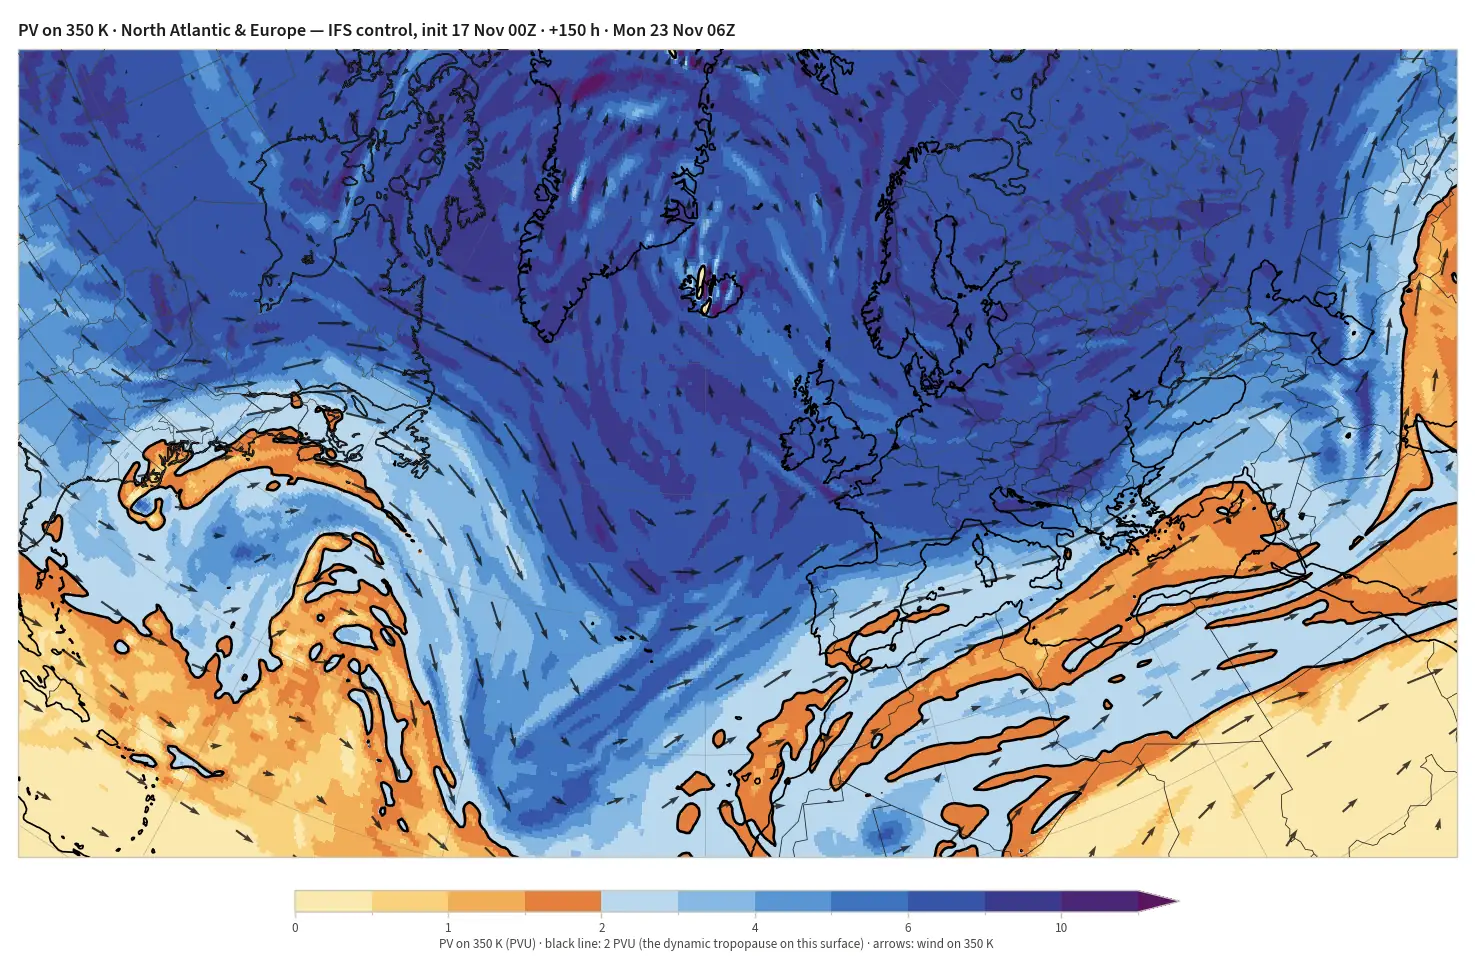 PV on 350 K · North Atlantic & Europe — IFS control, init 17 Nov 00Z · +150 h · Mon 23 Nov 06Z
0 1 2 4 6 10
PV on 350 K (PVU) · black line: 2 PVU (the dynamic tropopause on this surface) · arrows: wind on 350 K